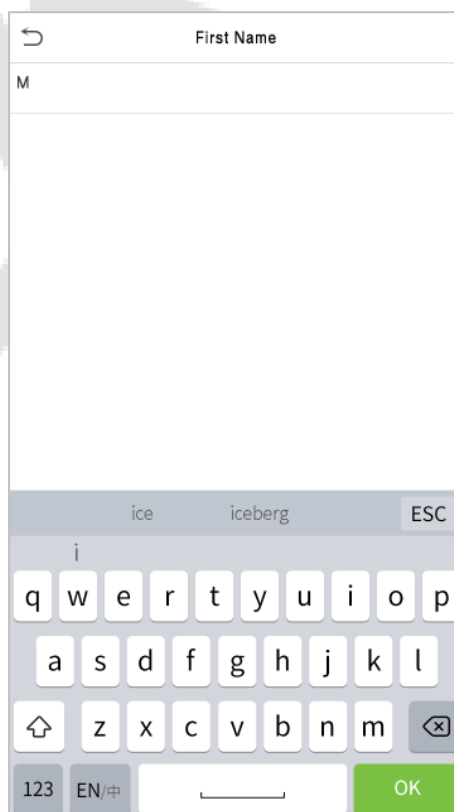 First Name
M
ice iceberg ESC
i
q w e r t y u i o p
a s d f g h j k l
z x c v b n m
123 EN/中 OK